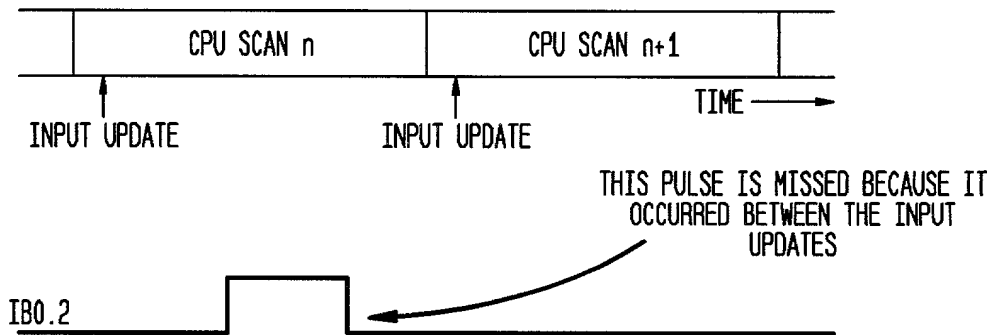 CPU SCAN n
CPU SCAN n+1
TIME
INPUT UPDATE
INPUT UPDATE
THIS PULSE IS MISSED BECAUSE IT
OCCURRED BETWEEN THE INPUT
UPDATES
IB0.2